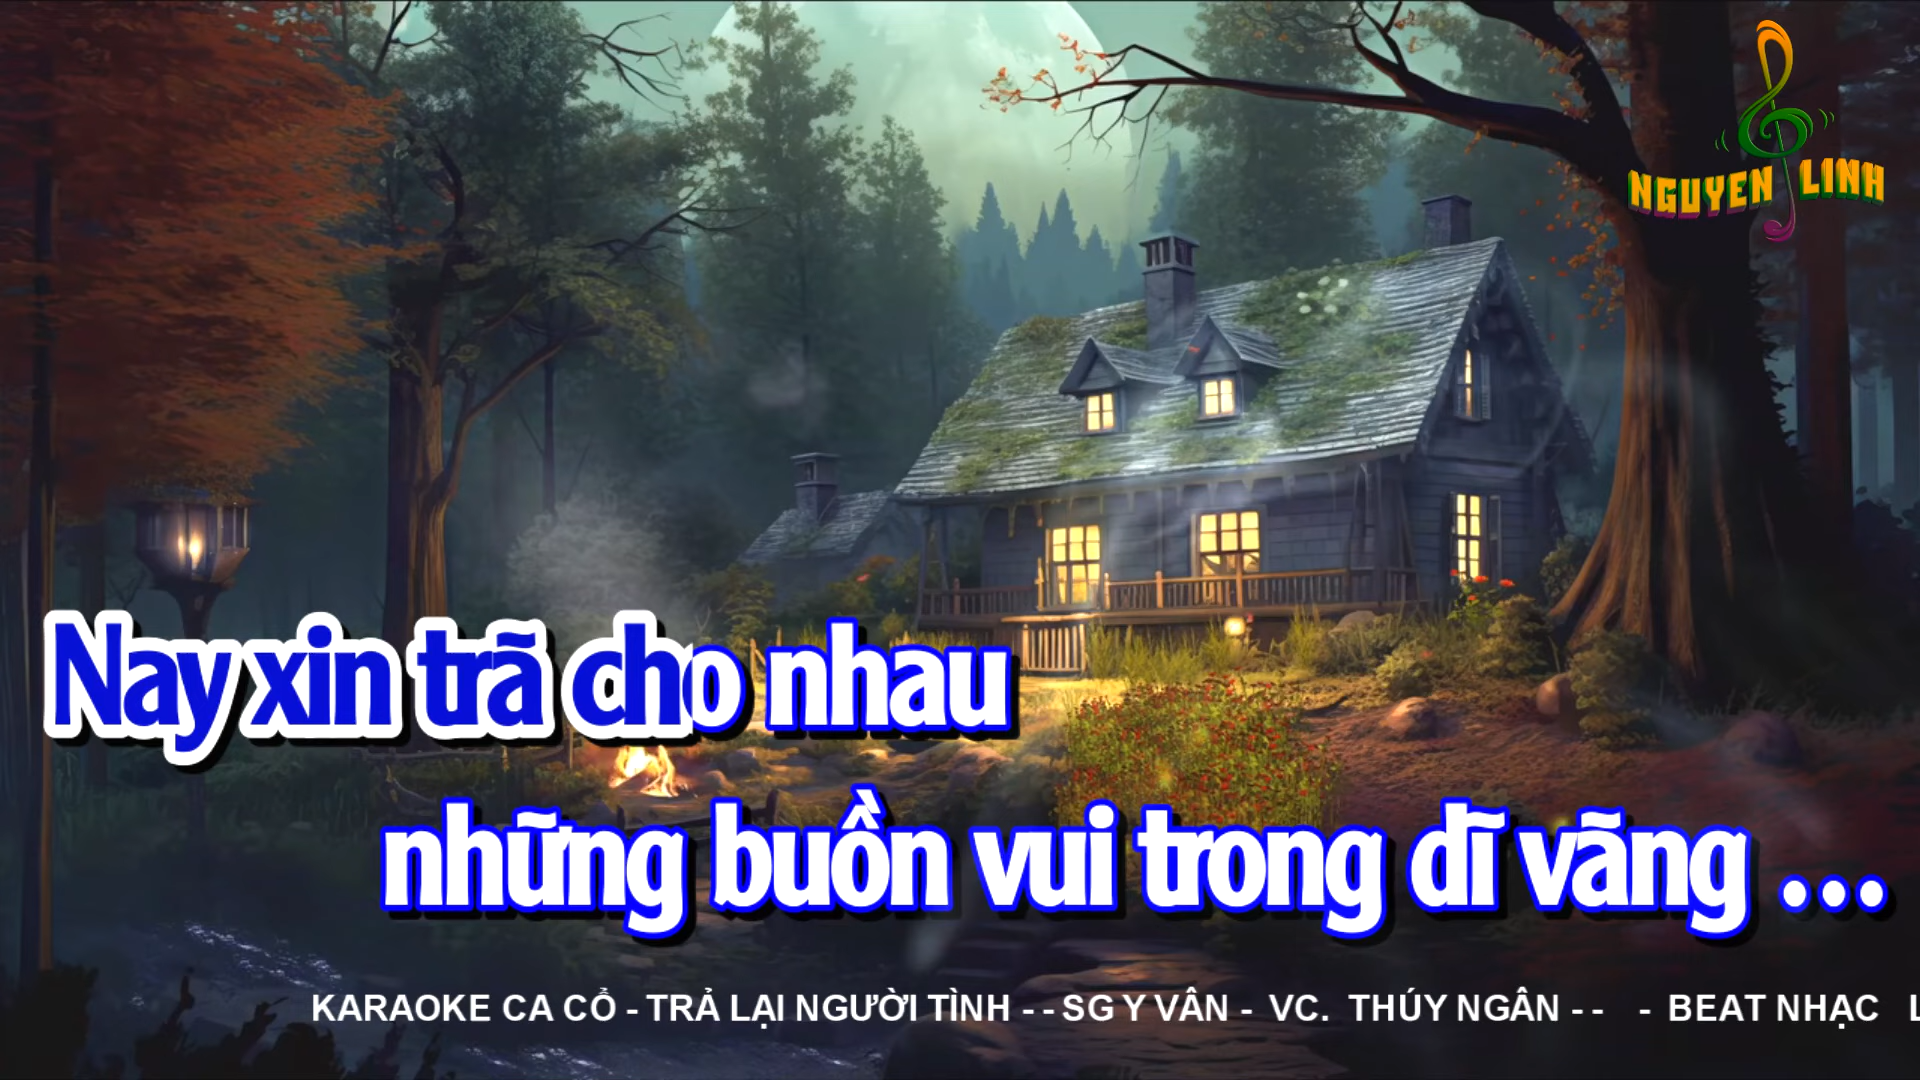 NGUYEN LINH
Nay xin trã cho nhau
những buồn vui trong dĩ vãng ...
KARAOKE CA CỔ - TRẢ LẠI NGƯỜI TÌNH - - SG Y VÂN - VC. THÚY NGÂN - - - BEAT NHẠC L